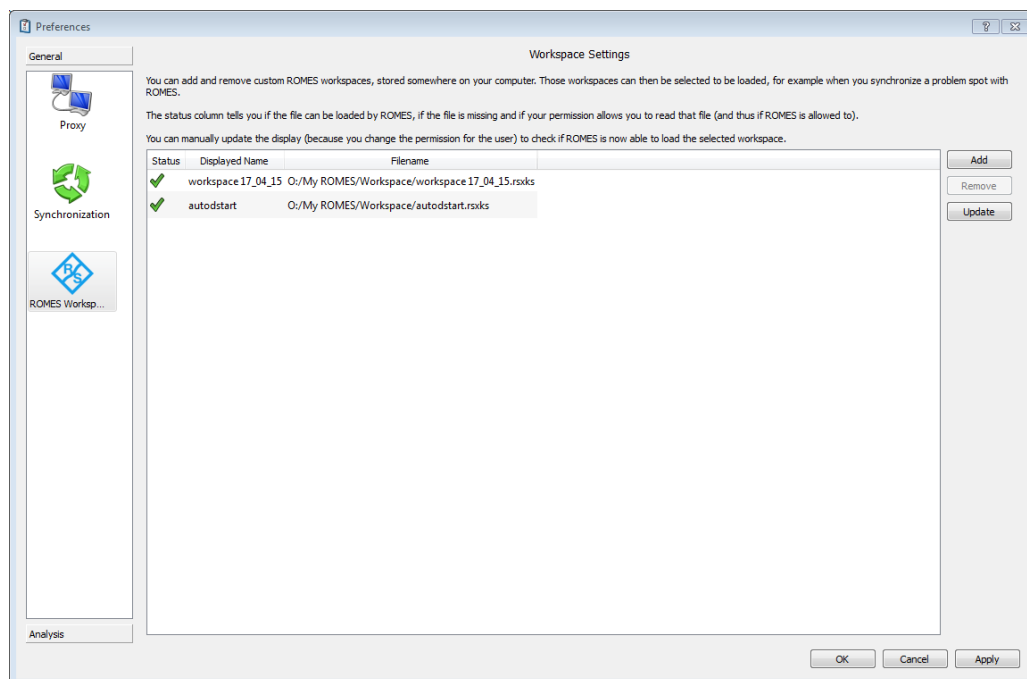 Preferences
General
Workspace Settings
You can add and remove custom ROMES workspaces, stored somewhere on your computer. Those workspaces can then be selected to be loaded, for example when you synchronize a problem spot with
ROMES.
The status column tells you if the file can be loaded by ROMES, if the file is missing and if your permission allows you to read that file (and thus if ROMES is allowed to).
You can manually update the display (because you change the permission for the user) to check if ROMES is now able to load the selected workspace.
Proxy
Synchronization
R S
ROMES Worksp...
Status Displayed Name Filename
workspace 17_04_15 O:/My ROMES/Workspace/workspace 17_04_15.rsxks
autodstart O:/My ROMES/Workspace/autodstart.rsxks
Add
Remove
Update
Analysis
OK Cancel Apply